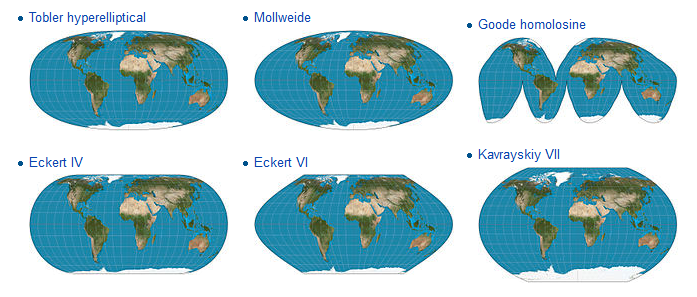 Tobler hyperelliptical
Mollweide
Goode homolosine
Eckert IV
Eckert VI
Kavrayskiy VII